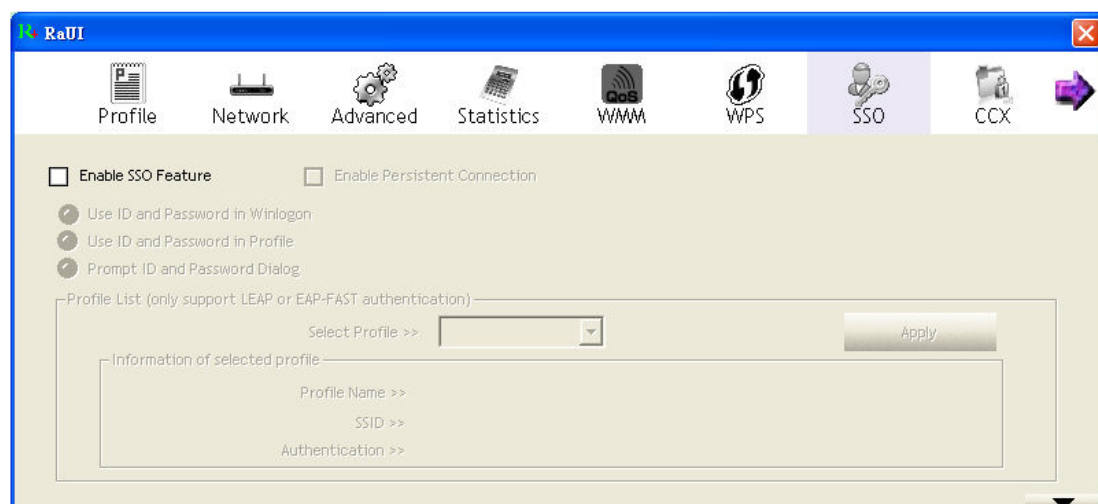 RaUI
Profile Network Advanced Statistics WMM WPS SSO CCX
QoS
Enable SSO Feature Enable Persistent Connection
Use ID and Password in Winlogon
Use ID and Password in Profile
Prompt ID and Password Dialog
Profile List (only support LEAP or EAP-FAST authentication)
Select Profile >> Apply
Information of selected profile
Profile Name >>
SSID >>
Authentication >>